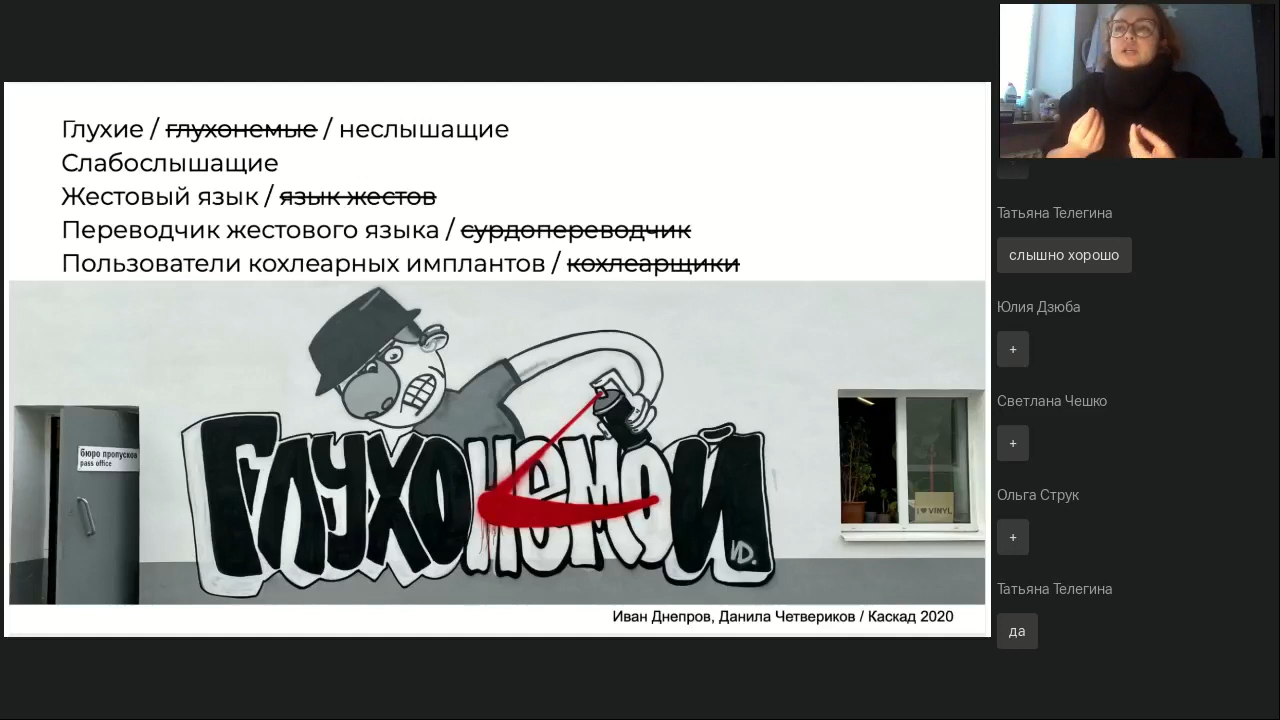 Глухие / глухонемые / неслышащие
Слабослышащие
Жестовый язык / язык жестов
Переводчик жестового языка / сурдопереводчик
Пользователи кохлеарных имплантов / кохлеарщики
бюро пропусков
pass office
Глухонемой
VD.
I ♥ VINYL
Иван Днепров, Данила Четвериков / Каскад 2020
Татьяна Телегина
слышно хорошо
Юлия Дзюба
+
Светлана Чешко
+
Ольга Струк
+
Татьяна Телегина
да